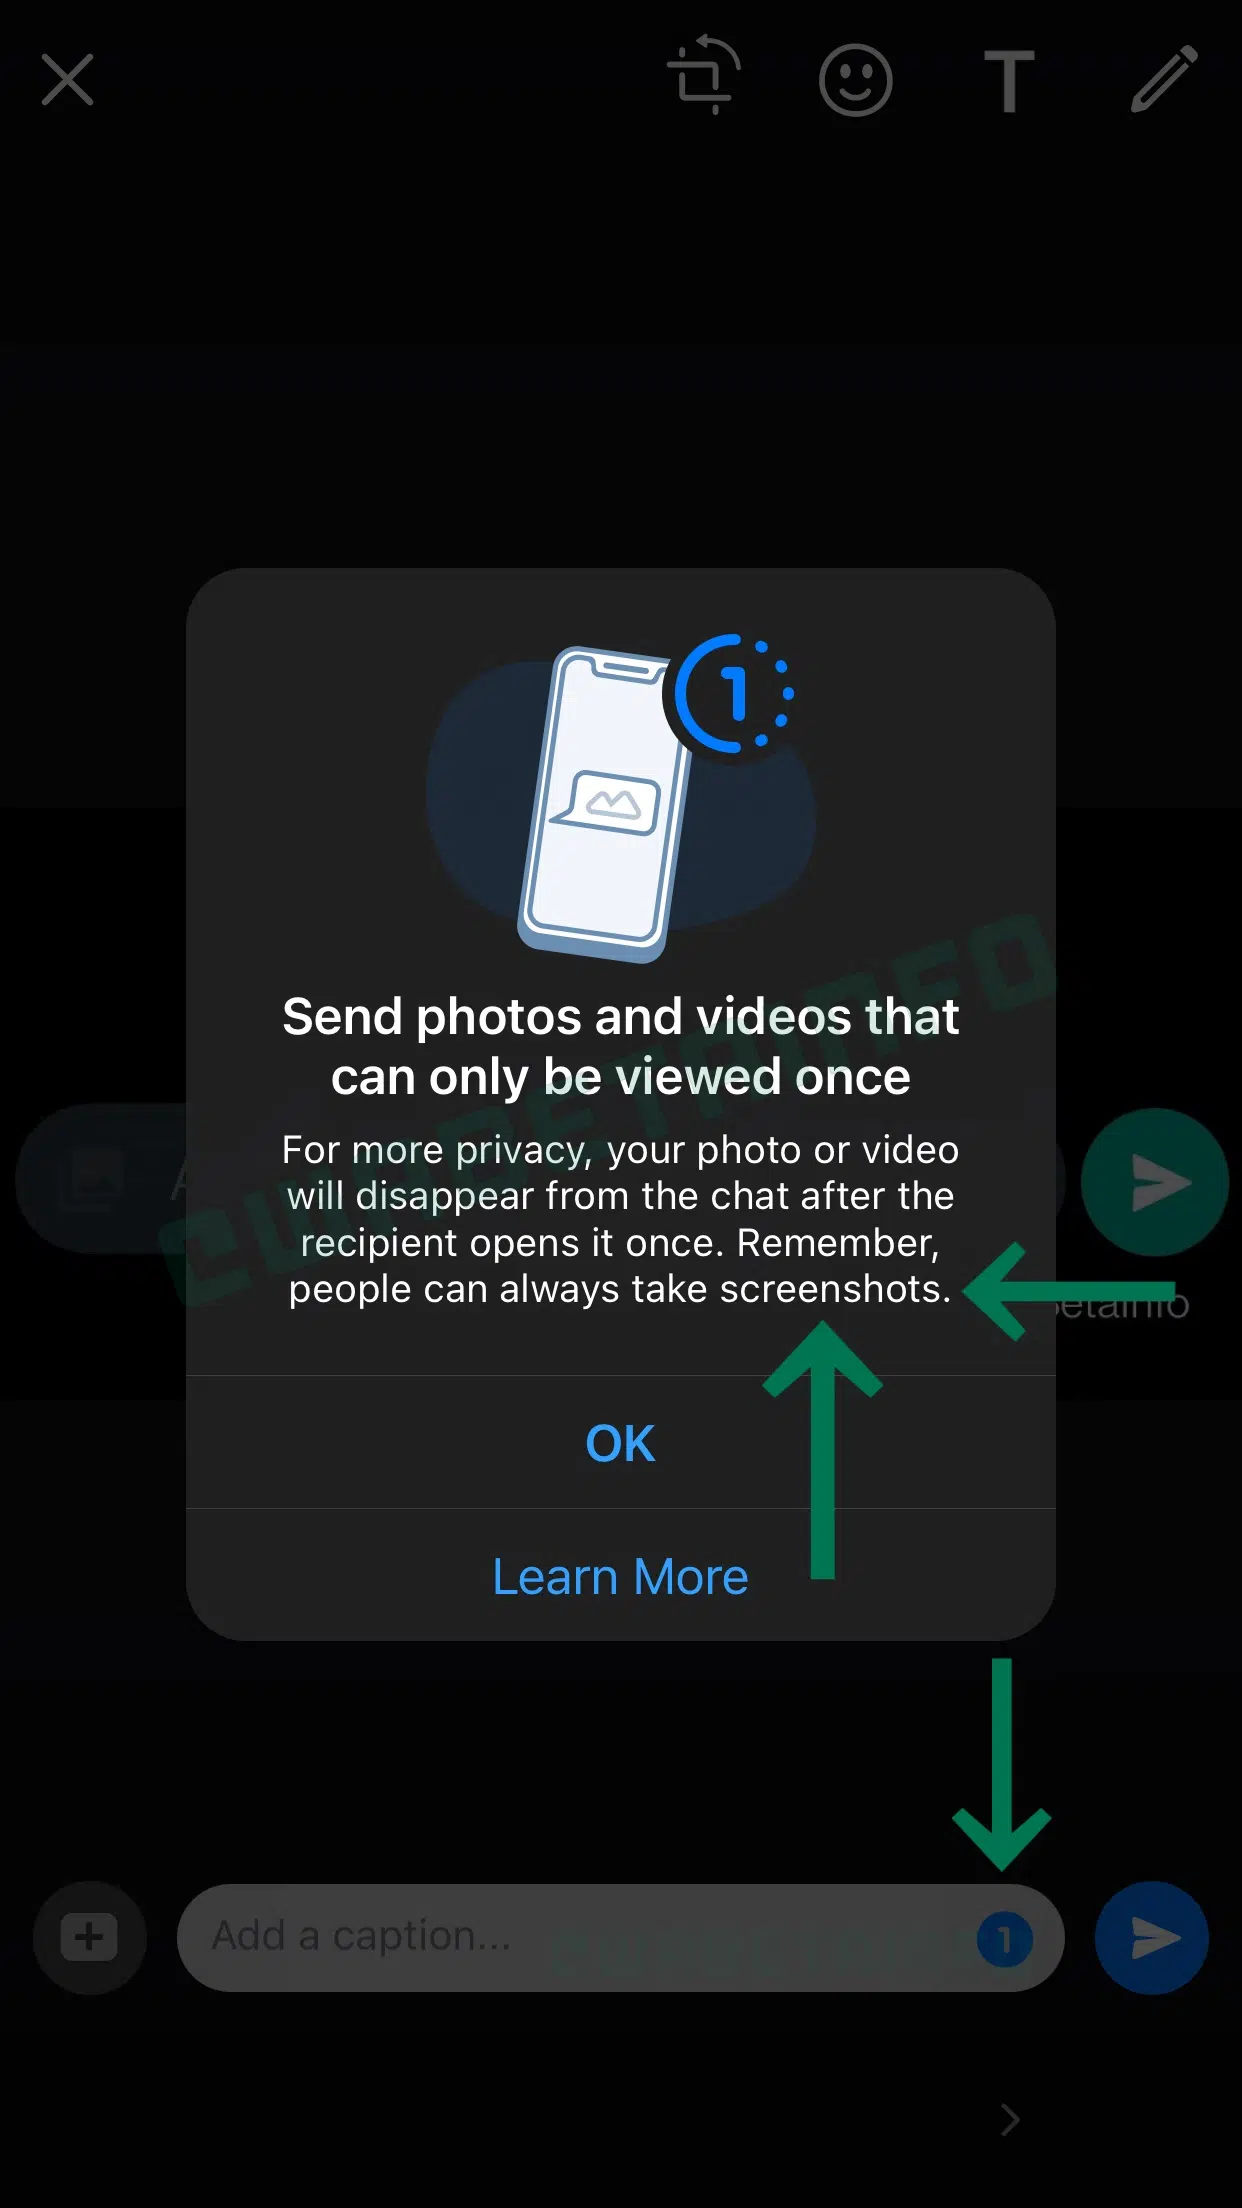 T
1
Send photos and videos that
can only be viewed once
For more privacy, your photo or video
will disappear from the chat after the
recipient opens it once. Remember,
people can always take screenshots.
OK
Learn More
Add a caption...
1